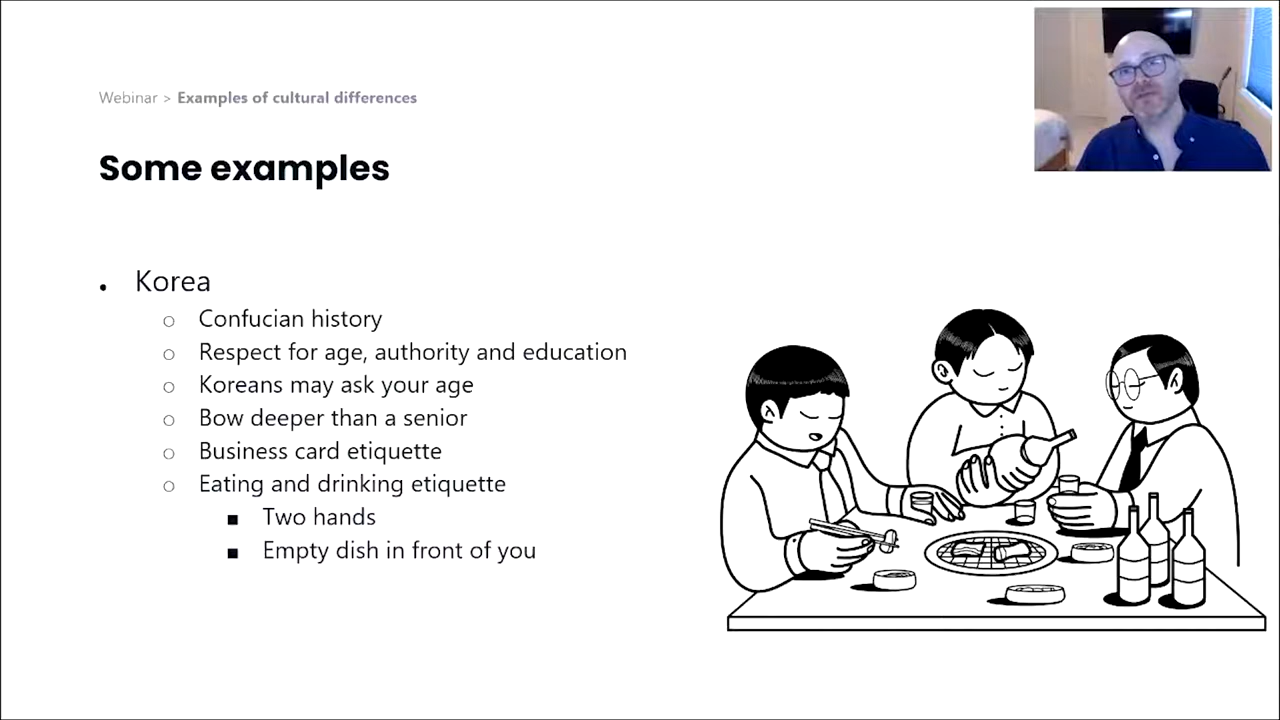 Webinar > Examples of cultural differences
Some examples
• Korea
○ Confucian history
○ Respect for age, authority and education
○ Koreans may ask your age
○ Bow deeper than a senior
○ Business card etiquette
○ Eating and drinking etiquette
■ Two hands
■ Empty dish in front of you